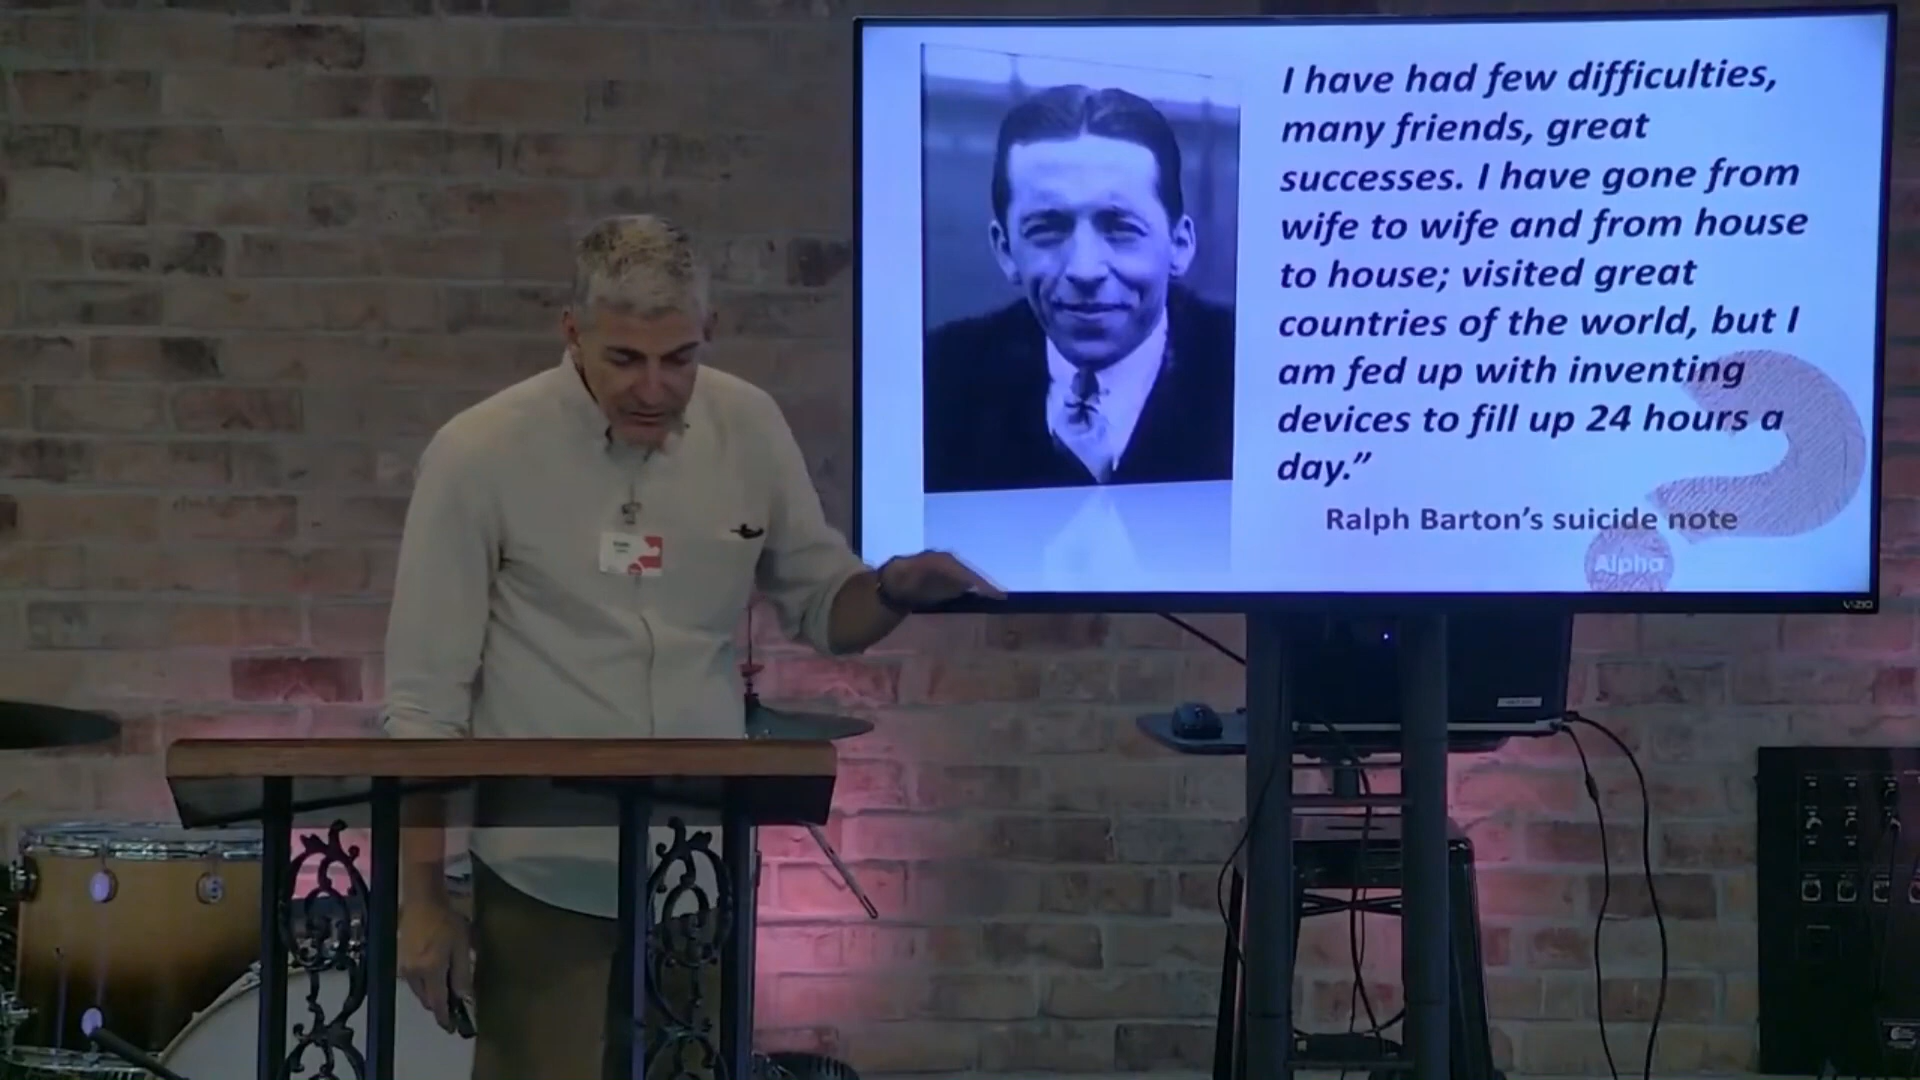 I have had few difficulties,
many friends, great
successes. I have gone from
wife to wife and from house
to house; visited great
countries of the world, but I
am fed up with inventing
devices to fill up 24 hours a
day.”
Ralph Barton’s suicide note
Alpha
VIZIO